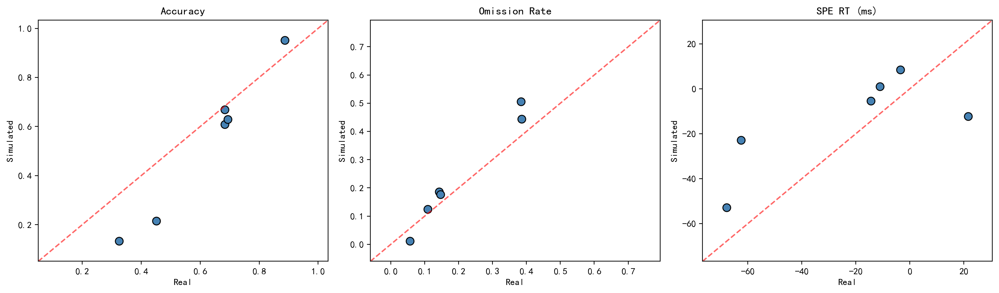 Accuracy
1.0
0.8
0.6
0.4
0.2
Simulated
0.2 0.4 0.6 0.8 1.0
Real
Omission Rate
0.7
0.6
0.5
0.4
0.3
0.2
0.1
0.0
Simulated
0.0 0.1 0.2 0.3 0.4 0.5 0.6 0.7
Real
SPE RT (ms)
20
0
−20
−40
−60
Simulated
−60 −40 −20 0 20
Real